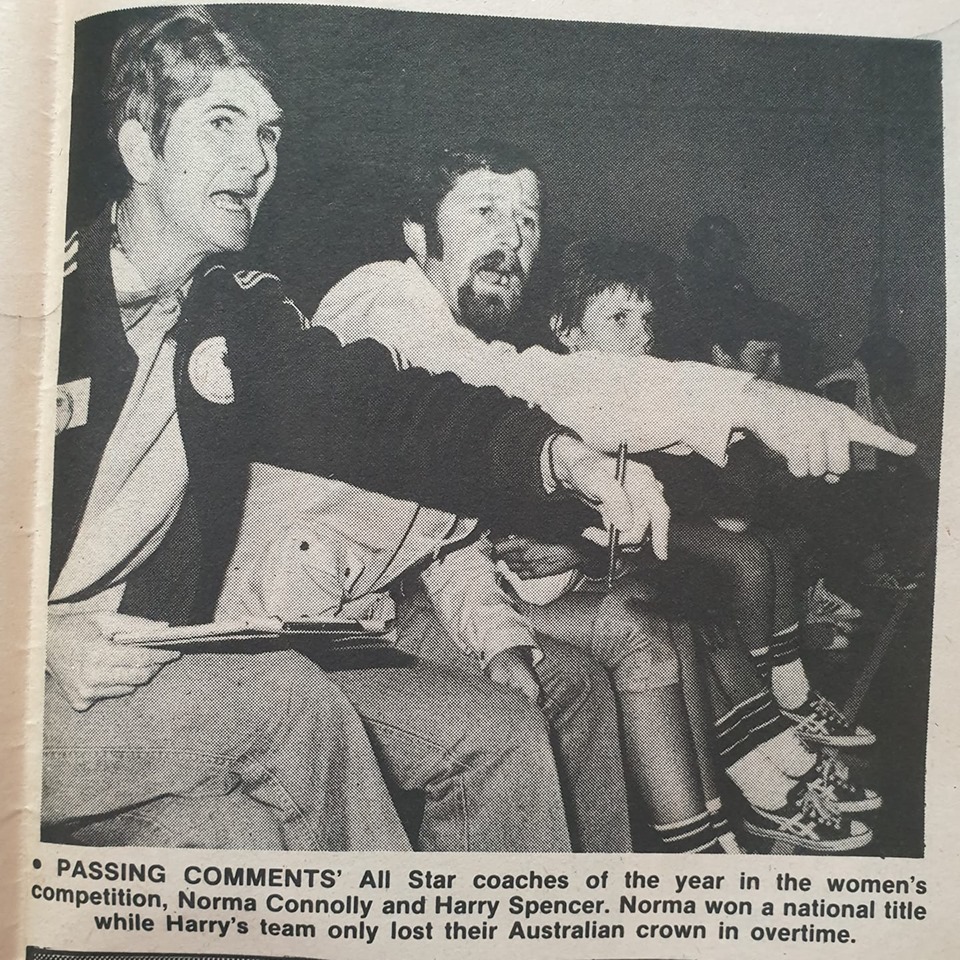 • PASSING COMMENTS' All Star coaches of the year in the women's
competition, Norma Connolly and Harry Spencer. Norma won a national title
while Harry's team only lost their Australian crown in overtime.